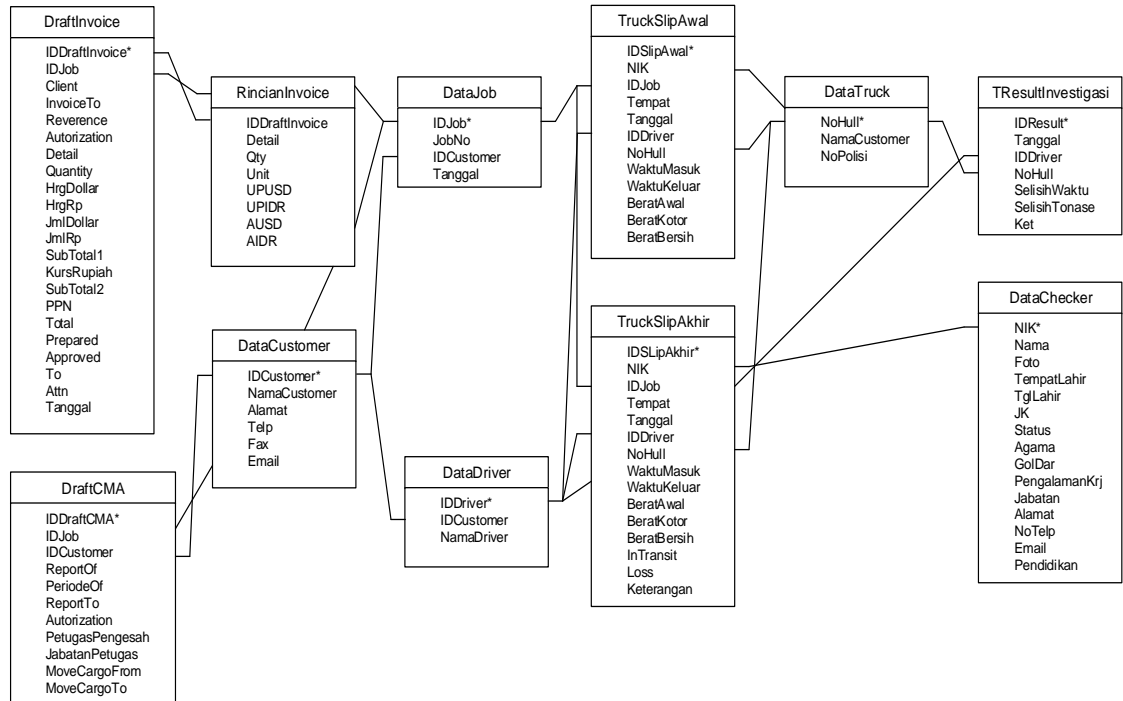 DraftInvoice
IDDraftInvoice*
IDJob
Client
InvoiceTo
Reverence
Autorization
Detail
Quantity
HrgDollar
HrgRp
JmlDollar
JmlRp
SubTotal1
KursRupiah
SubTotal2
PPN
Total
Prepared
Approved
To
Attn
Tanggal
RincianInvoice
IDDraftInvoice
Detail
Qty
Unit
UPUSD
UPIDR
AUSD
AIDR
DataJob
IDJob*
JobNo
IDCustomer
Tanggal
TruckSlipAwal
IDSlipAwal*
NIK
IDJob
Tempat
Tanggal
IDDriver
NoHull
WaktuMasuk
WaktuKeluar
BeratAwal
BeratKotor
BeratBersih
DataTruck
NoHull*
NamaCustomer
NoPolisi
TResultInvestigasi
IDResult*
Tanggal
IDDriver
NoHull
SelisihWaktu
SelisihTonase
Ket
DraftCMA
IDDraftCMA*
IDJob
IDCustomer
ReportOf
PeriodeOf
ReportTo
Autorization
PetugasPengesah
JabatanPetugas
MoveCargoFrom
MoveCargoTo
DataCustomer
IDCustomer*
NamaCustomer
Alamat
Telp
Fax
Email
DataDriver
IDDriver*
IDCustomer
NamaDriver
TruckSlipAkhir
IDSLipAkhir*
NIK
IDJob
Tempat
Tanggal
IDDriver
NoHull
WaktuMasuk
WaktuKeluar
BeratAwal
BeratKotor
BeratBersih
InTransit
Loss
Keterangan
DataChecker
NIK*
Nama
Foto
TempatLahir
TglLahir
JK
Status
Agama
GolDar
PengalamanKrj
Jabatan
Alamat
NoTelp
Email
Pendidikan